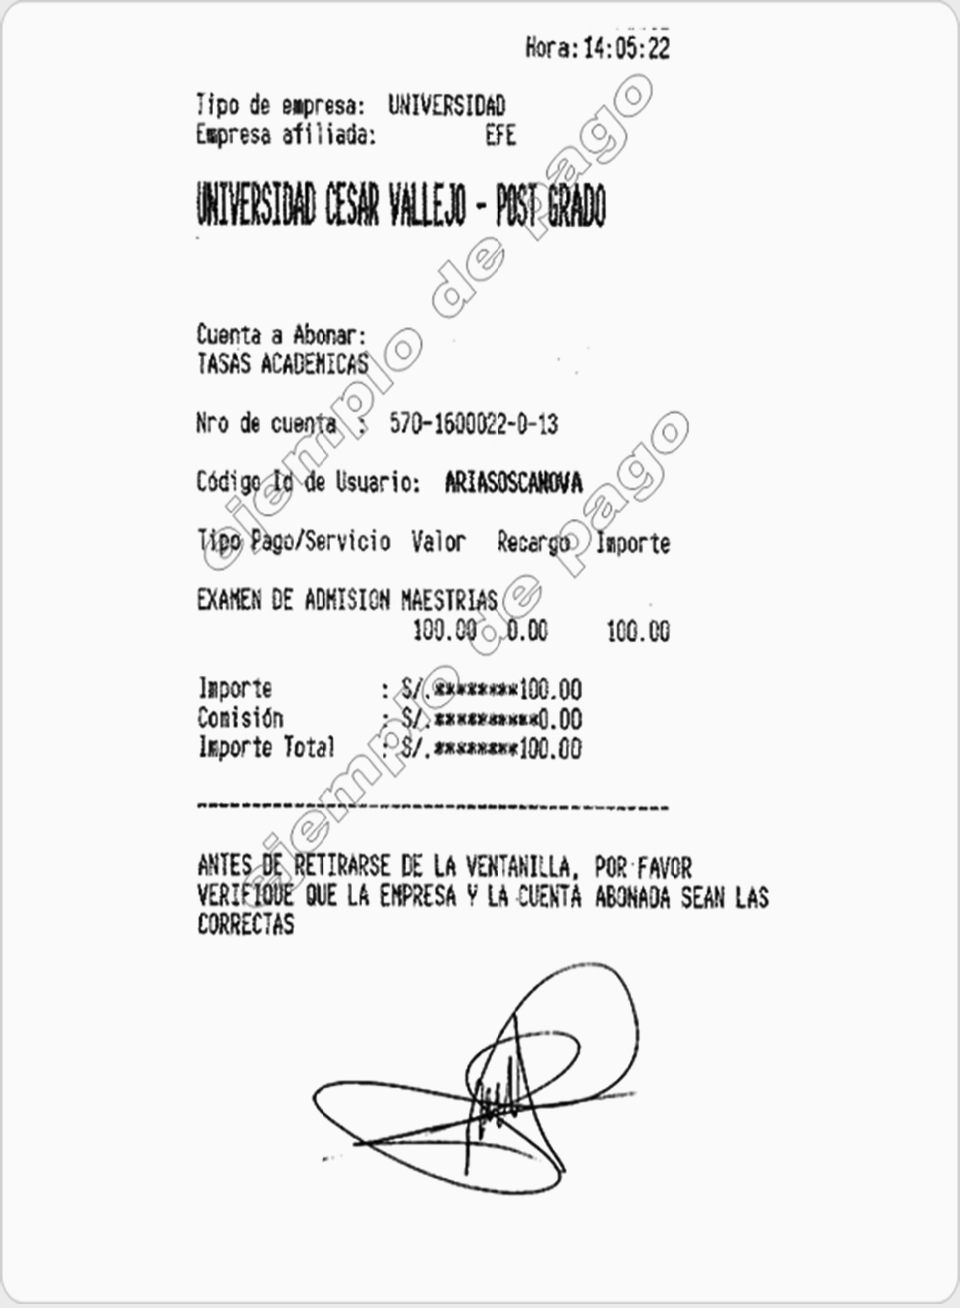 Hora:14:05:22
Tipo de empresa: UNIVERSIDAD
Empresa afiliada: EFE
UNIVERSIDAD CESAR VALLEJO - POST GRADO
Cuenta a Abonar:
TASAS ACADEMICAS
Nro de cuenta : 570-1600022-0-13
Código Id de Usuario: ARIASOSCANOVA
Tipo Pago/Servicio Valor Recargo Importe
EXAMEN DE ADMISION MAESTRIAS
100.00 0.00 100.00
Importe : S/.********100.00
Comisión : S/.**********0.00
Importe Total : S/.********100.00
--------------------------------------------
ANTES DE RETIRARSE DE LA VENTANILLA, POR FAVOR
VERIFIQUE QUE LA EMPRESA Y LA CUENTA ABONADA SEAN LAS
CORRECTAS
ejemplo de pago
ejemplo de pago